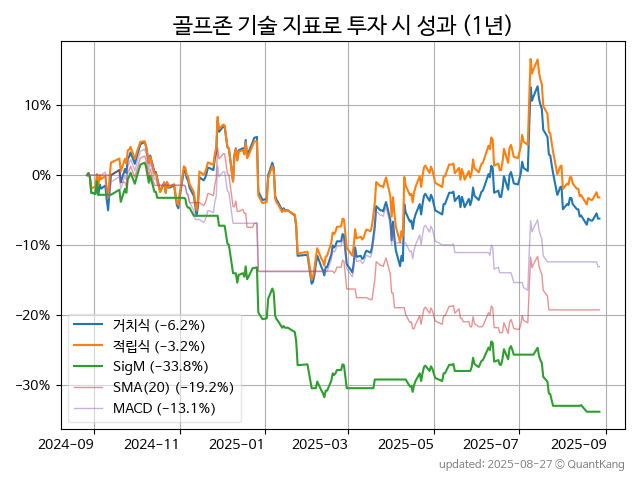 골프존 기술 지표로 투자 시 성과 (1년)
10%
0%
−10%
−20%
−30%
거치식 (−6.2%)
적립식 (−3.2%)
SigM (−33.8%)
SMA(20) (−19.2%)
MACD (−13.1%)
2024-09 2024-11 2025-01 2025-03 2025-05 2025-07 2025-09
updated: 2025-08-27 © QuantKang